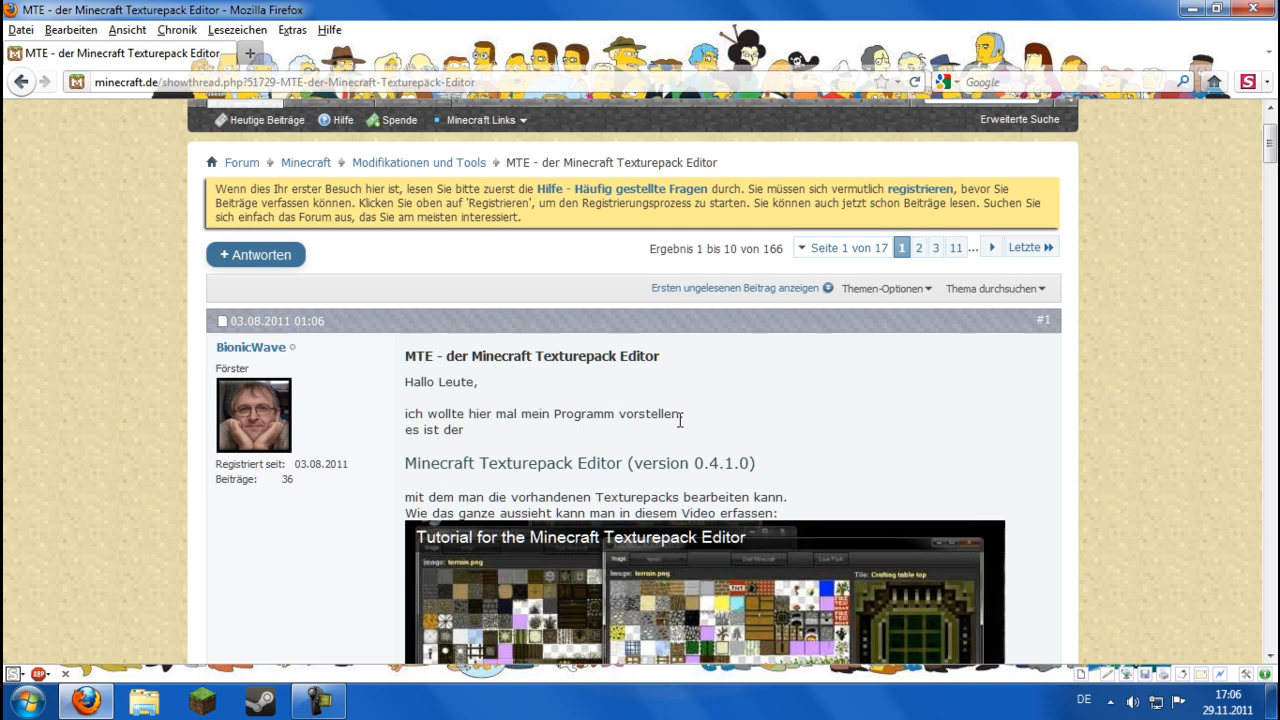 MTE - der Minecraft Texturepack Editor - Mozilla Firefox
Datei Bearbeiten Ansicht Chronik Lesezeichen Extras Hilfe
MTE - der Minecraft Texturepack Editor
minecraft.de/showthread.php?51729-MTE-der-Minecraft-Texturepack-Editor
Google
Heutige Beiträge Hilfe Spende Minecraft Links Erweiterte Suche
Forum Minecraft Modifikationen und Tools MTE - der Minecraft Texturepack Editor
Wenn dies Ihr erster Besuch hier ist, lesen Sie bitte zuerst die Hilfe - Häufig gestellte Fragen durch. Sie müssen sich vermutlich registrieren, bevor Sie
Beiträge verfassen können. Klicken Sie oben auf 'Registrieren', um den Registrierungsprozess zu starten. Sie können auch jetzt schon Beiträge lesen. Suchen Sie
sich einfach das Forum aus, das Sie am meisten interessiert.
+ Antworten
Ergebnis 1 bis 10 von 166 Seite 1 von 17 1 2 3 11 ... Letzte
Ersten ungelesenen Beitrag anzeigen Themen-Optionen Thema durchsuchen
03.08.2011 01:06 #1
BionicWave
Förster
Registriert seit: 03.08.2011
Beiträge: 36
MTE - der Minecraft Texturepack Editor
Hallo Leute,
ich wollte hier mal mein Programm vorstellen,
es ist der
Minecraft Texturepack Editor (version 0.4.1.0)
mit dem man die vorhandenen Texturepacks bearbeiten kann.
Wie das ganze aussieht kann man in diesem Video erfassen:
Tutorial for the Minecraft Texturepack Editor
Image: terrain.png
Image: terrain.png
Tile: Crafting table top
TNT
ABP
DE
17:06
29.11.2011